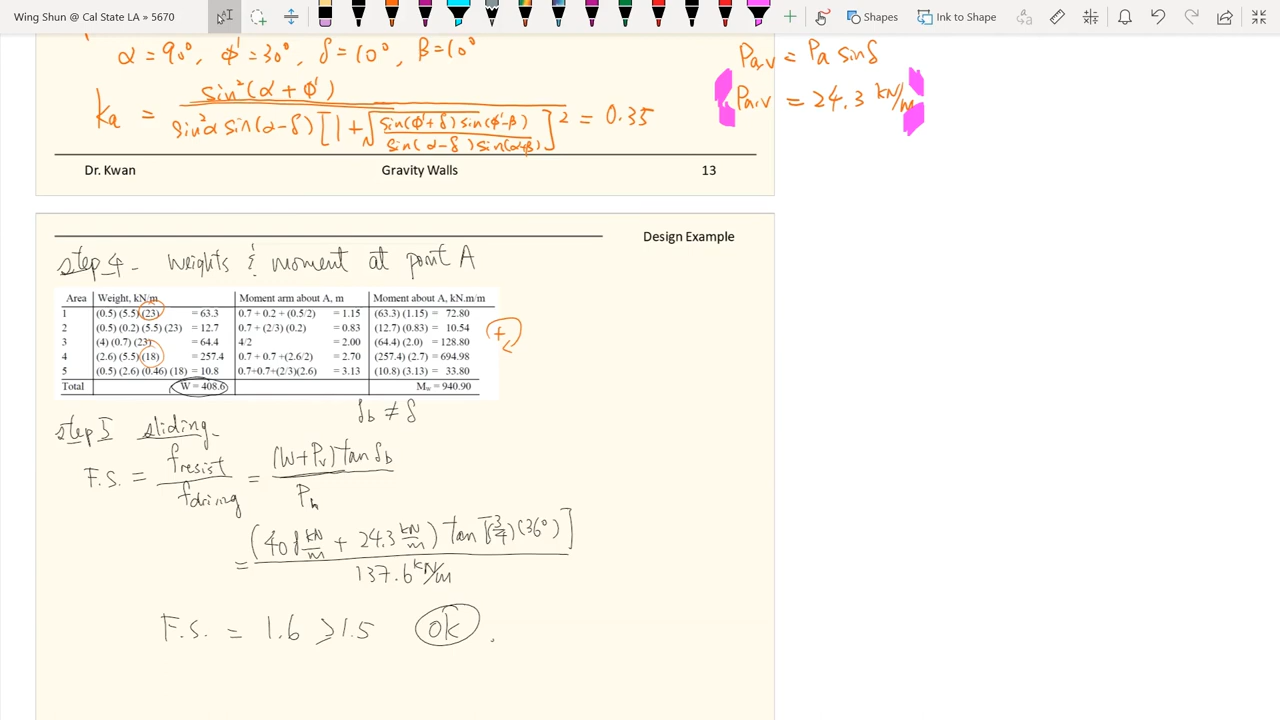 Wing Shun @ Cal State LA » 5670
Shapes
Ink to Shape
α = 90°, ϕ' = 30°, δ = 10°, β = 10°
ka = sin²(α + ϕ') / sin²α sin(α-δ) [1 + √(sin(ϕ'+δ) sin(ϕ'-β) / sin(α-δ) sin(α+β))]² = 0.35
Pa,v = Pa sinδ
Pa,v = 24.3 kN/m
Dr. Kwan Gravity Walls 13
Design Example
step 4. Weights & moment at point A
Area Weight, kN/m Moment arm about A, m Moment about A, kN.m/m
1 (0.5) (5.5) (23) = 63.3 0.7 + 0.2 + (0.5/2) = 1.15 (63.3) (1.15) = 72.80
2 (0.5) (0.2) (5.5) (23) = 12.7 0.7 + (2/3) (0.2) = 0.83 (12.7) (0.83) = 10.54
3 (4) (0.7) (23) = 64.4 4/2 = 2.00 (64.4) (2.0) = 128.80
4 (2.6) (5.5) (18) = 257.4 0.7 + 0.7 +(2.6/2) = 2.70 (257.4) (2.7) = 694.98
5 (0.5) (2.6) (0.46) (18) = 10.8 0.7+0.7+(2/3)(2.6) = 3.13 (10.8) (3.13) = 33.80
Total W = 408.6 Mw = 940.90
+
δb ≠ δ
step 5 sliding.
F.S. = fresist / fdriving = (W+Pv) tan δb / Ph
= (408 kN/m + 24.3 kN/m) tan [(3/4)(36°)] / 137.6 kN/m
F.S. = 1.6 ≥ 1.5 OK.